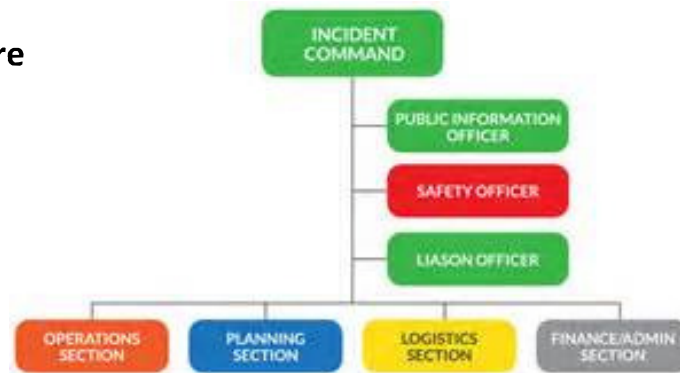 re
INCIDENT
COMMAND
PUBLIC INFORMATION
OFFICER
SAFETY OFFICER
LIASON OFFICER
OPERATIONS
SECTION
PLANNING
SECTION
LOGISTICS
SECTION
FINANCE/ADMIN
SECTION